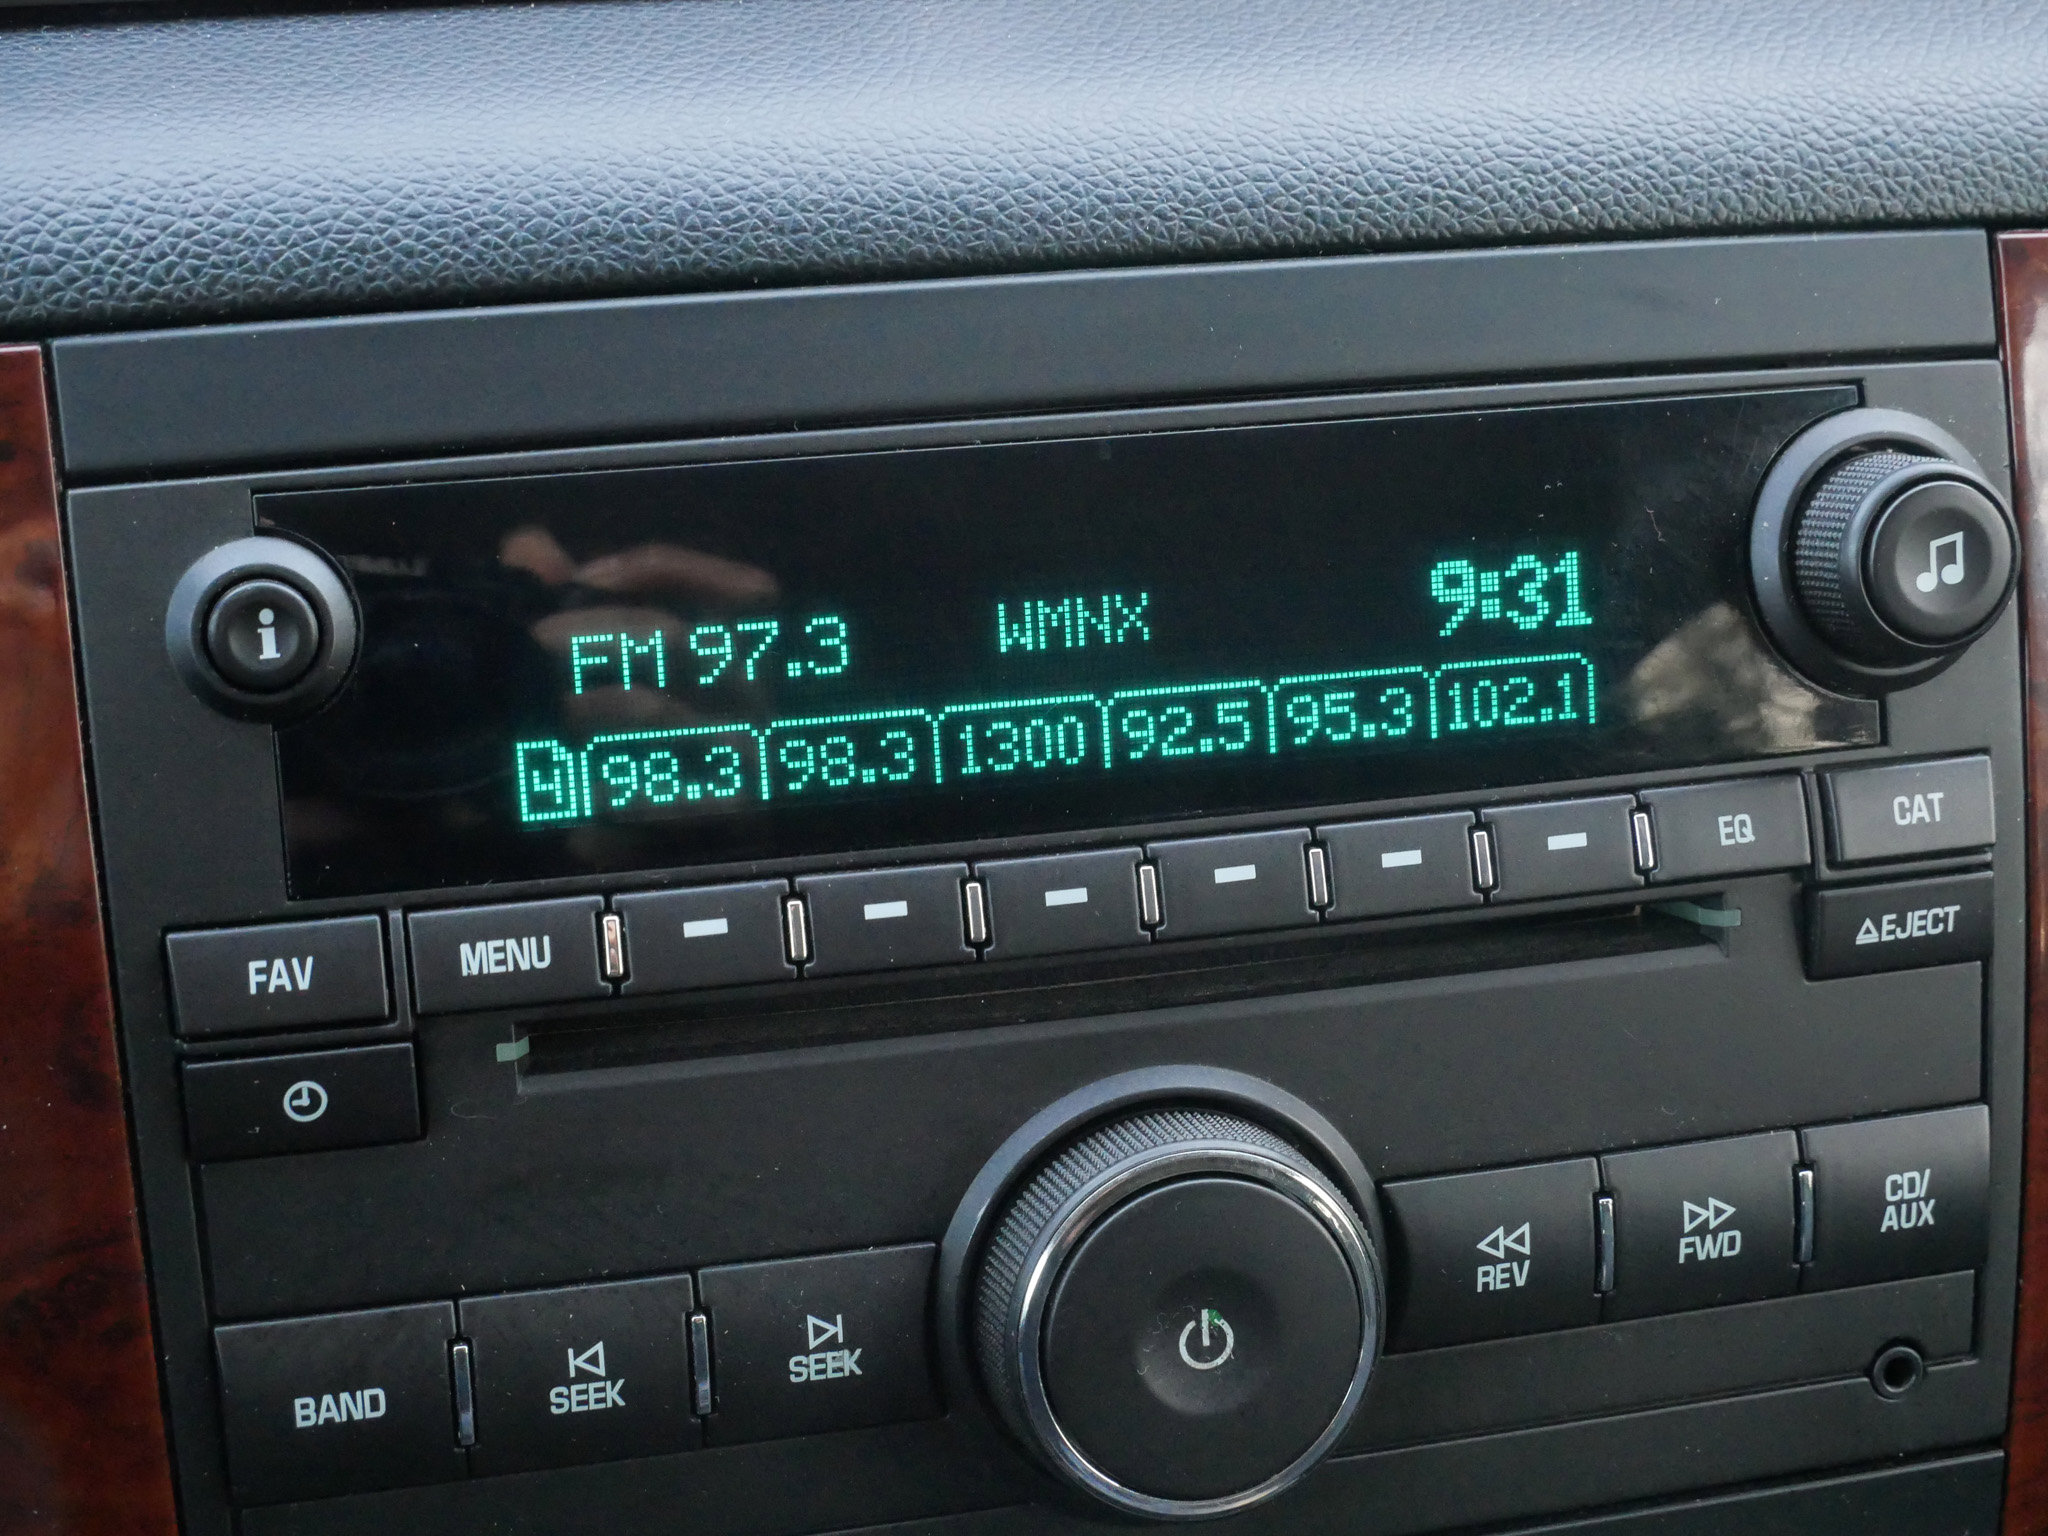 i
FM 97.3 WMNX 9:31
4 98.3 98.3 1300 92.5 95.3 102.1
EQ CAT
FAV MENU EJECT
BAND SEEK SEEK REV FWD CD/
AUX